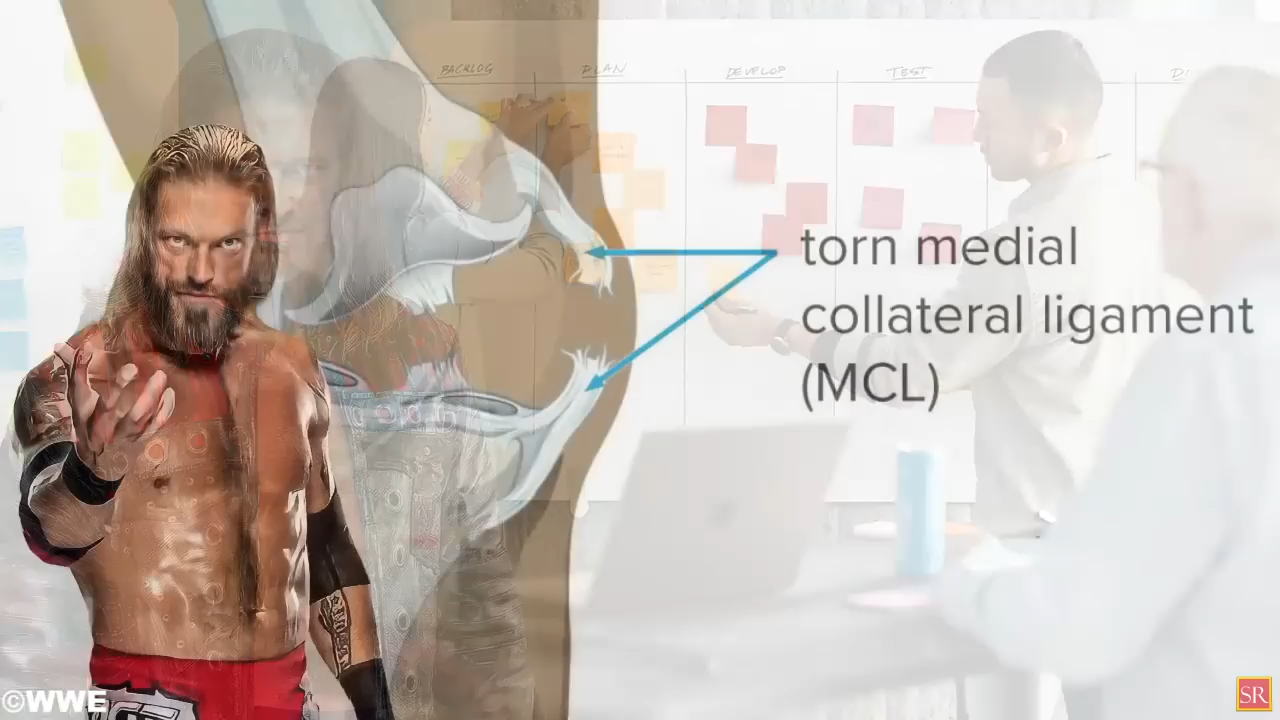 BACKLOG
PLAN
DEVELOP
TEST
torn medial
collateral ligament
(MCL)
©WWE
SR